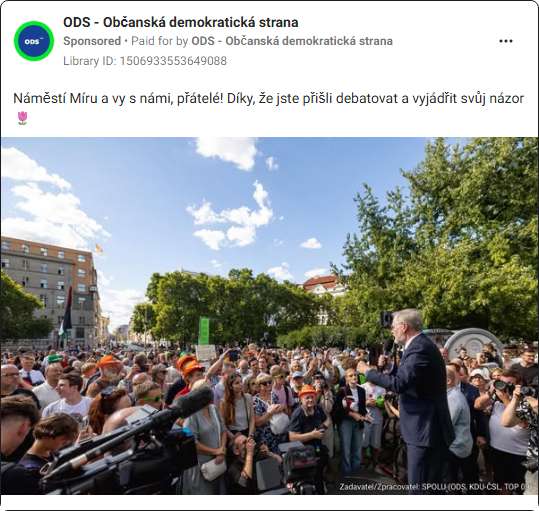 ODS - Občanská demokratická strana
Sponsored • Paid for by ODS - Občanská demokratická strana
Library ID: 1506933553649088
Náměstí Míru a vy s námi, přátelé! Díky, že jste přišli debatovat a vyjádřit svůj názor
ODS
Zadavatel/Zpracovatel: SPOLU (ODS, KDU-ČSL, TOP 09)